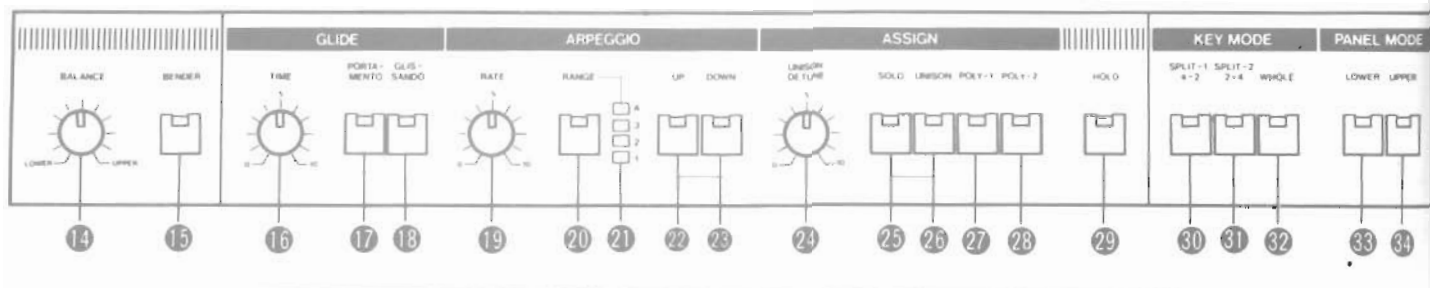 GLIDE ARPEGGIO ASSIGN KEY MODE PANEL MODE
BALANCE BENDER TIME PORTA- GLIS- RATE RANGE UP DOWN UNISON SOLO UNISON POLY-1 POLY-2 HOLD SPLIT-1 SPLIT-2 WHOLE LOWER UPPER
MENTO SANDO DETUNE 4-2 2-4
5 5 5
4
3
2
1
LOWER UPPER 0 10 0 10 0 10
14 15 16 17 18 19 20 21 22 23 24 25 26 27 28 29 30 31 32 33 34